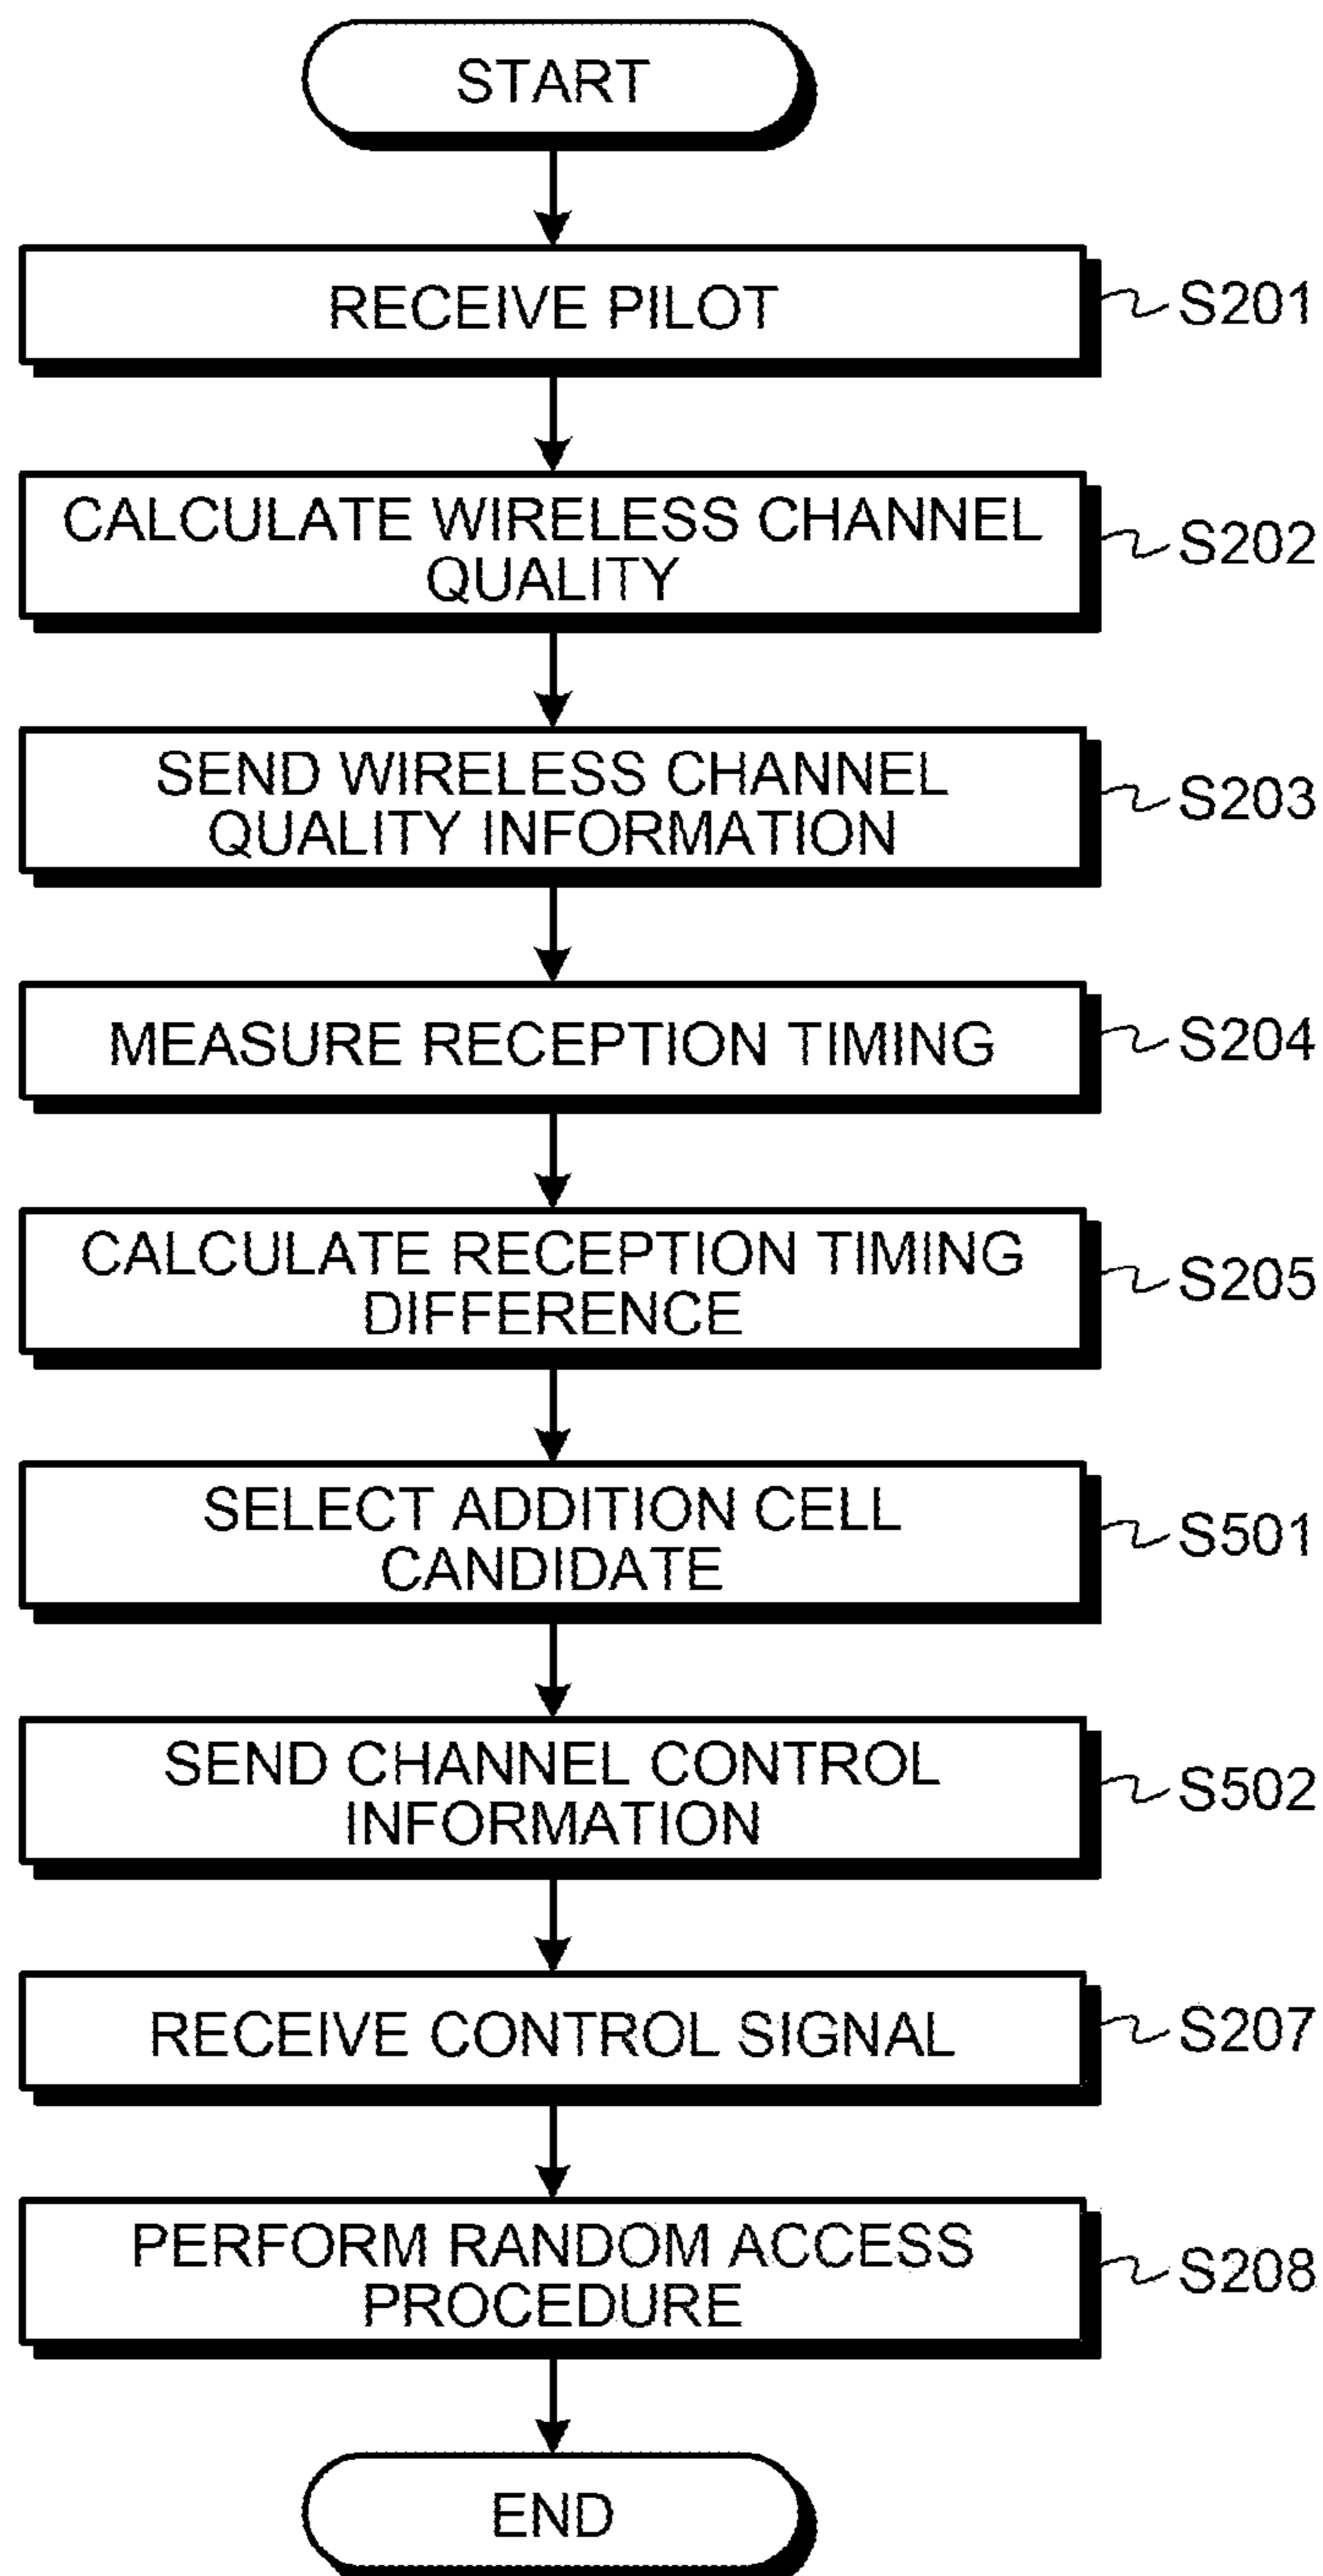 START
RECEIVE PILOT
S201
CALCULATE WIRELESS CHANNEL
QUALITY
S202
SEND WIRELESS CHANNEL
QUALITY INFORMATION
S203
MEASURE RECEPTION TIMING
S204
CALCULATE RECEPTION TIMING
DIFFERENCE
S205
SELECT ADDITION CELL
CANDIDATE
S501
SEND CHANNEL CONTROL
INFORMATION
S502
RECEIVE CONTROL SIGNAL
S207
PERFORM RANDOM ACCESS
PROCEDURE
S208
END